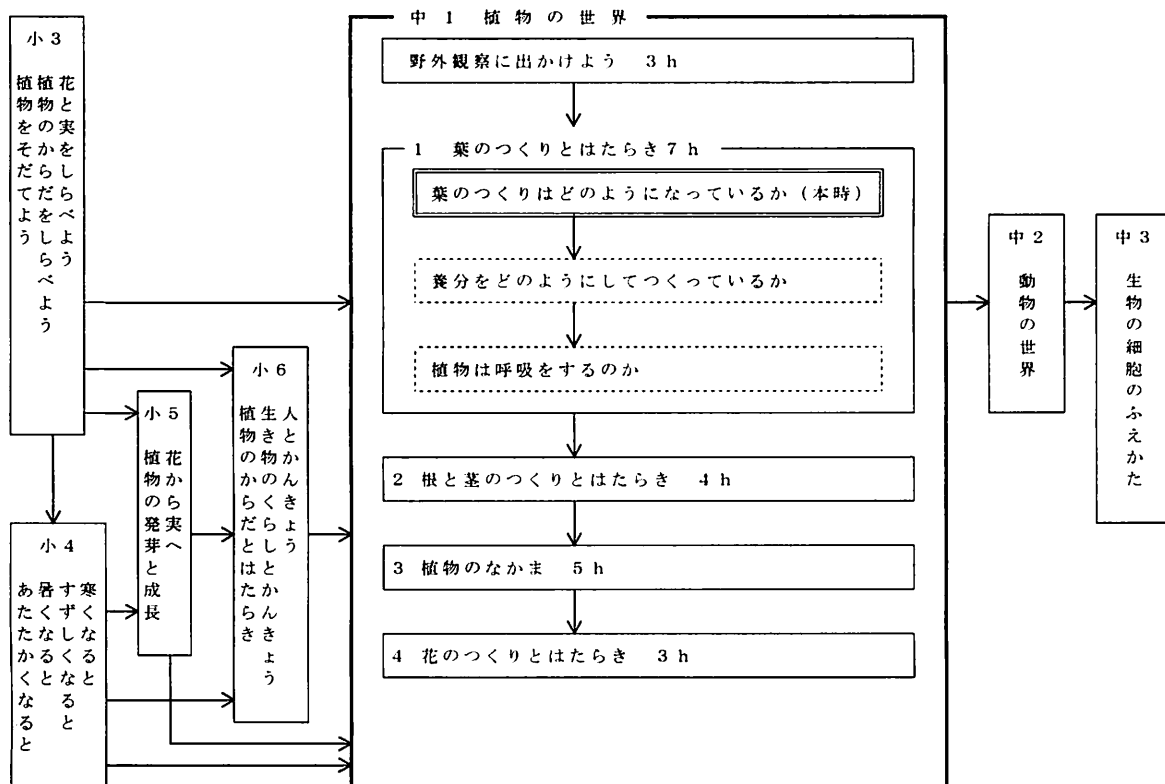 小3
花と実をしらべよう
植物のからだをしらべよう
植物をそだてよう
小4
寒くなると
すずしくなると
暑くなると
あたたかくなると
小5
花から実へ
植物の発芽と成長
小6
人とかんきょう
生き物のくらしとかんきょう
植物のからだとはたらき
中1 植物の世界
野外観察に出かけよう 3h
1 葉のつくりとはたらき7h
葉のつくりはどのようになっているか(本時)
養分をどのようにしてつくっているか
植物は呼吸をするのか
2 根と茎のつくりとはたらき 4h
3 植物のなかま 5h
4 花のつくりとはたらき 3h
中2
動物の世界
中3
生物の細胞のふえかた